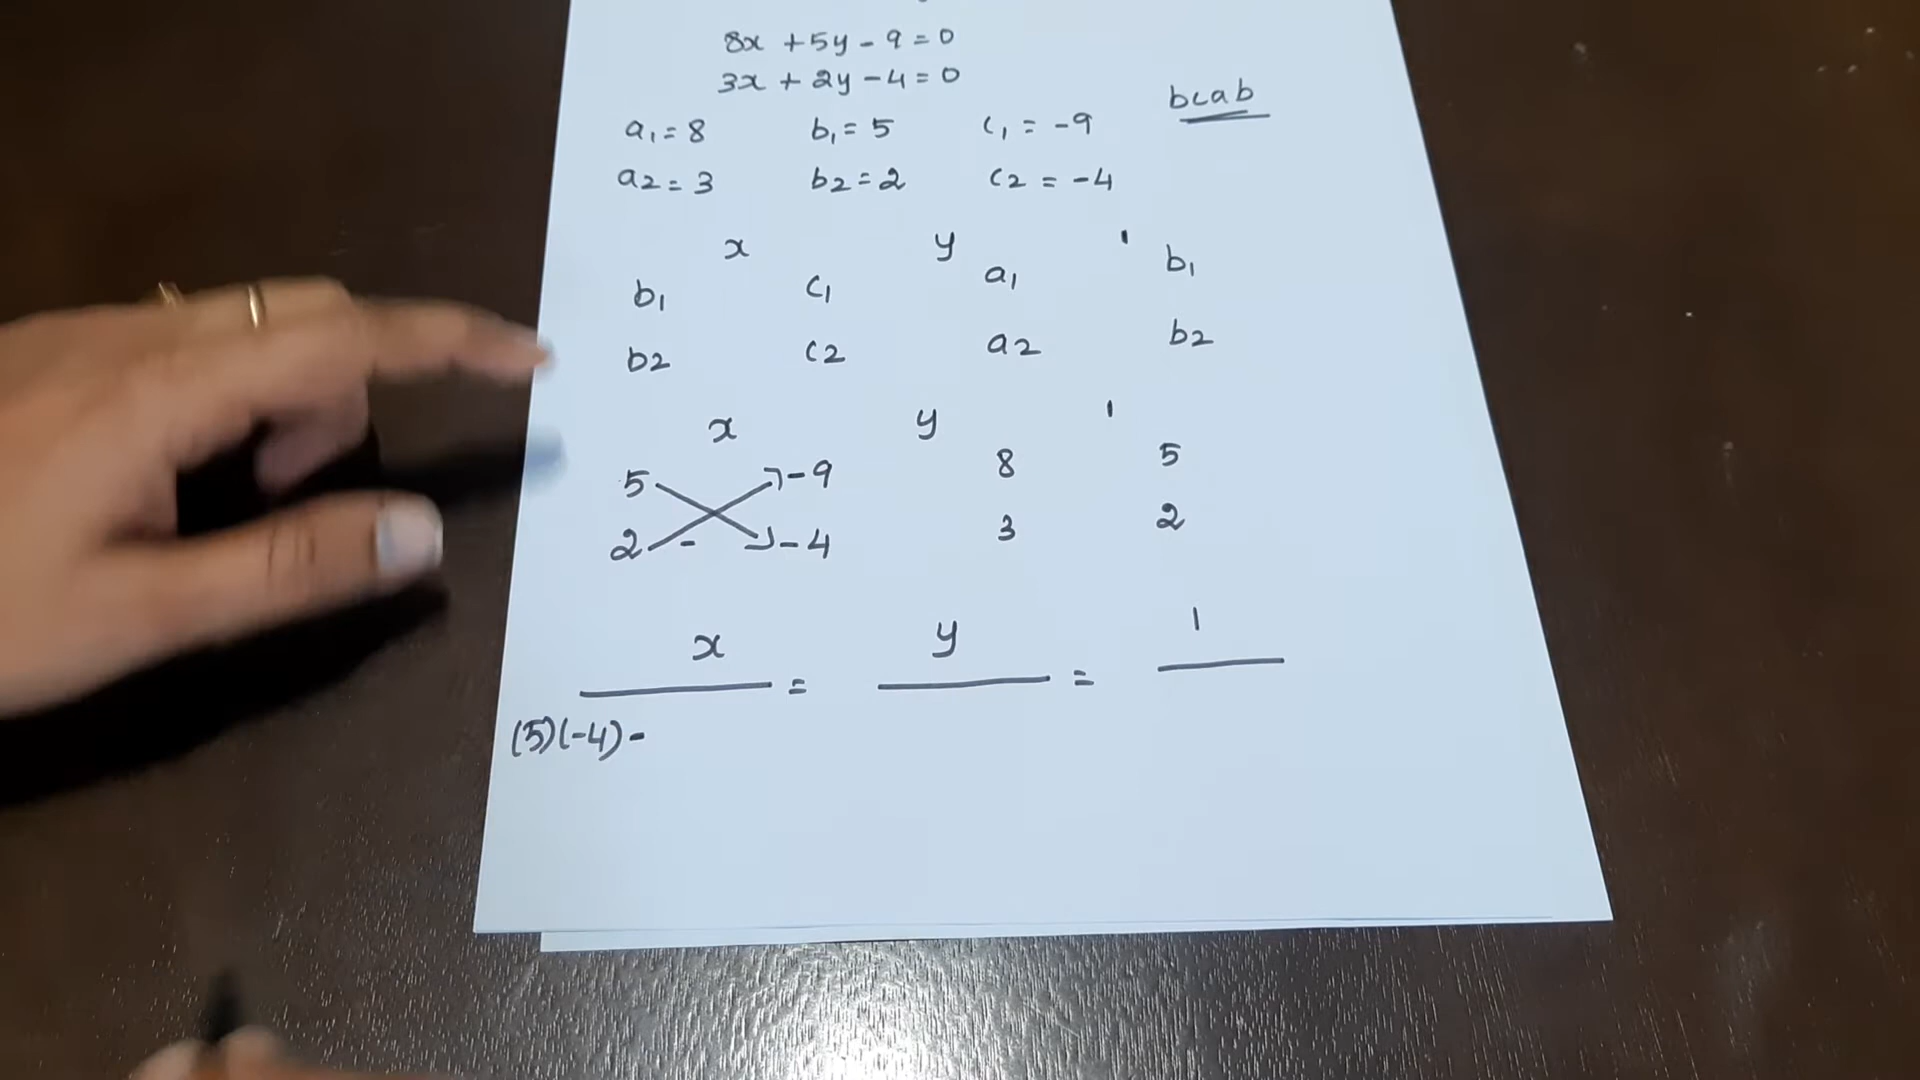 8x + 5y - 9 = 0
3x + 2y - 4 = 0
bcab
a₁ = 8 b₁ = 5 c₁ = -9
a2 = 3 b2 = 2 c2 = -4
x y 1
b₁ c₁ a₁ b₁
b2 c2 a2 b2
x y 1
5 -9 8 5
2 - -4 3 2
x y 1
= =
(5)(-4) -